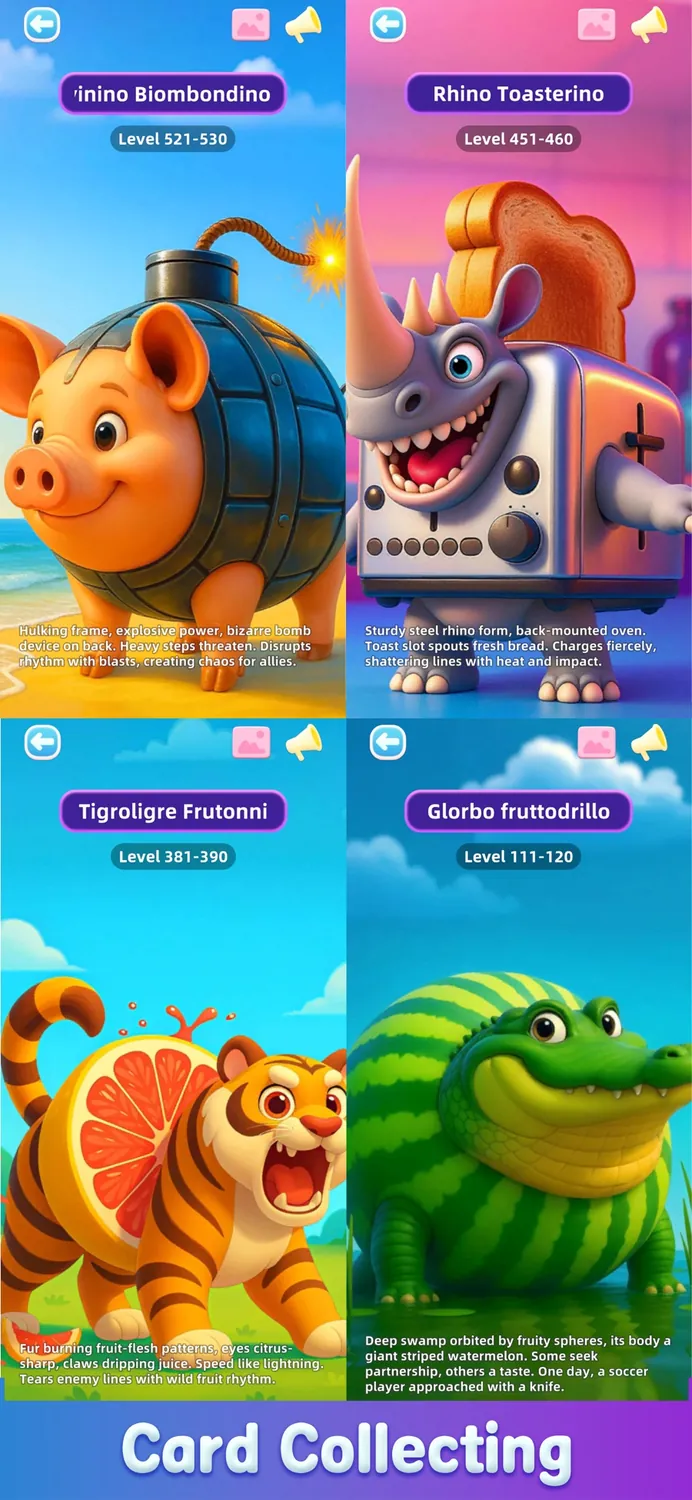 Biombondino
Level 521-530
Hulking frame, explosive power, bizarre bomb
device on back. Heavy steps threaten. Disrupts
rhythm with blasts, creating chaos for allies.
Rhino Toasterino
Level 451-460
Sturdy steel rhino form, back-mounted oven.
Toast slot spouts fresh bread. Charges fiercely,
shattering lines with heat and impact.
Tigroligre Frutonni
Level 381-390
Fur burning fruit-flesh patterns, eyes citrus-
sharp, claws dripping juice. Speed like lightning.
Tears enemy lines with wild fruit rhythm.
Glorbo fruttodrillo
Level 111-120
Deep swamp orbited by fruity spheres, its body a
giant striped watermelon. Some seek
partnership, others a taste. One day, a soccer
player approached with a knife.
Card Collecting